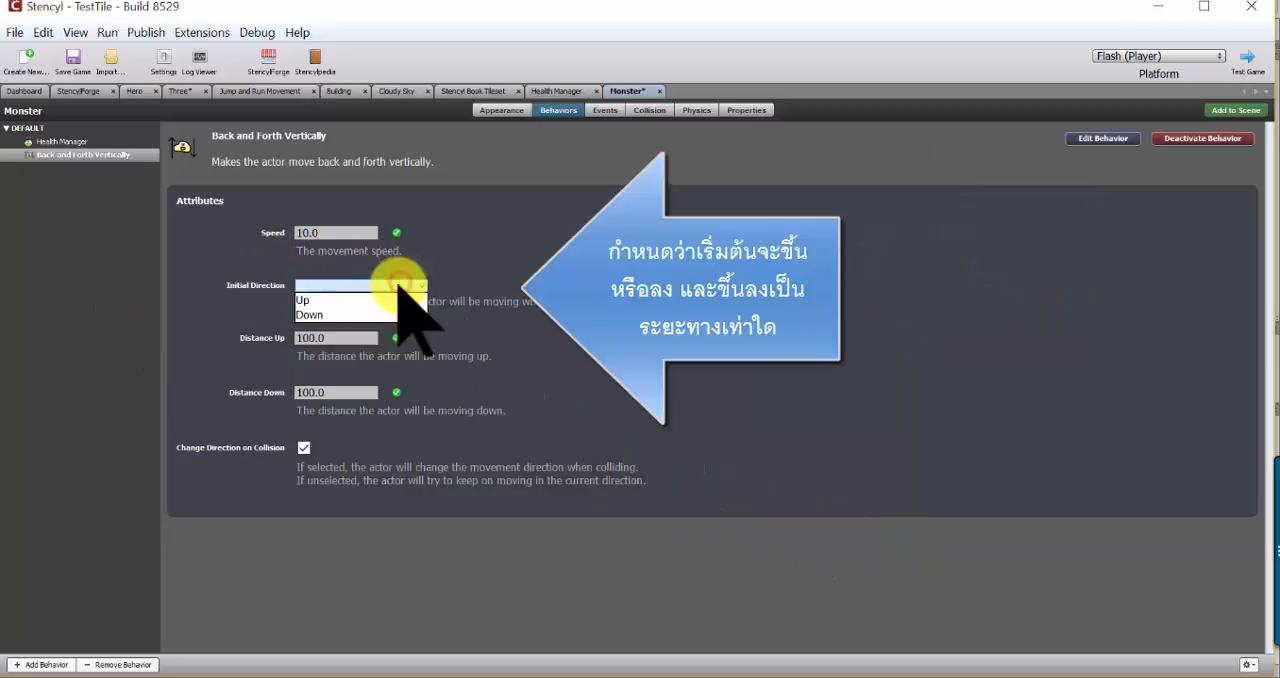 Stencyl - TestTile - Build 8529
File Edit View Run Publish Extensions Debug Help
Create New... Save Game Import... Settings Log Viewer StencylForge Stencylpedia
Flash (Player)
Platform
Test Game
Dashboard StencylForge Hero Three* Jump and Run Movement Building Cloudy Sky Stencyl Book Tileset Health Manager Monster*
Monster
Appearance Behaviors Events Collision Physics Properties
Add to Scene
DEFAULT
Health Manager
Back and Forth Vertically
Back and Forth Vertically
Makes the actor move back and forth vertically.
Edit Behavior Deactivate Behavior
Attributes
Speed 10.0
The movement speed.
Initial Direction
Up
Down
ctor will be moving
Distance Up 100.0
The distance the actor will be moving up.
Distance Down 100.0
The distance the actor will be moving down.
Change Direction on Collision
If selected, the actor will change the movement direction when colliding.
If unselected, the actor will try to keep on moving in the current direction.
กำหนดว่าเริ่มต้นจะขึ้น
หรือลง และขึ้นลงเป็น
ระยะทางเท่าใด
+ Add Behavior − Remove Behavior